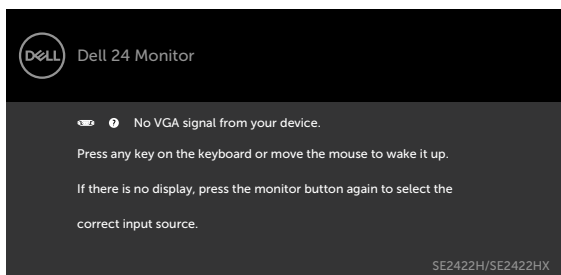 DELL
Dell 24 Monitor
? No VGA signal from your device.
Press any key on the keyboard or move the mouse to wake it up.
If there is no display, press the monitor button again to select the
correct input source.
SE2422H/SE2422HX